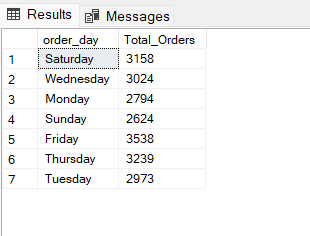 Results Messages
order_day Total_Orders
1 Saturday 3158
2 Wednesday 3024
3 Monday 2794
4 Sunday 2624
5 Friday 3538
6 Thursday 3239
7 Tuesday 2973